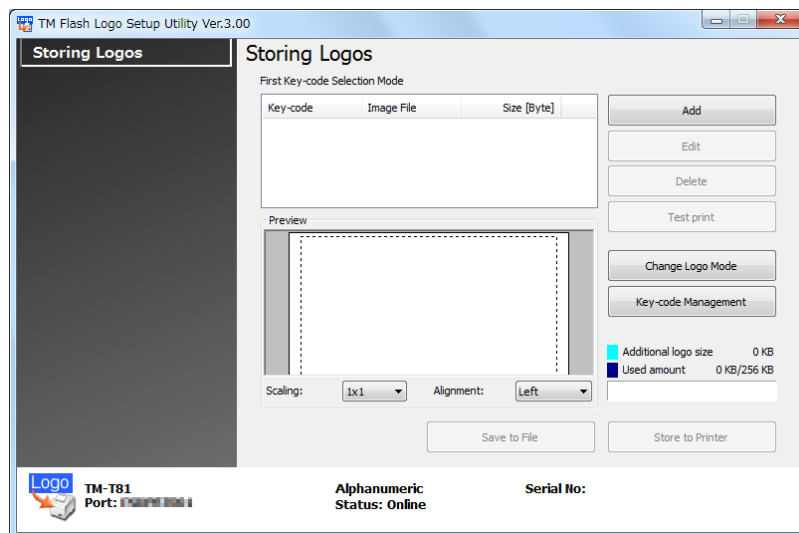 Logo
TM Flash Logo Setup Utility Ver.3.00
Storing Logos
Storing Logos
First Key-code Selection Mode
Key-code Image File Size [Byte]
Add
Edit
Delete
Test print
Preview
Change Logo Mode
Key-code Management
Additional logo size 0 KB
Used amount 0 KB/256 KB
Scaling: 1x1 Alignment: Left
Save to File Store to Printer
Logo
TM-T81 Alphanumeric Serial No:
Port: Status: Online